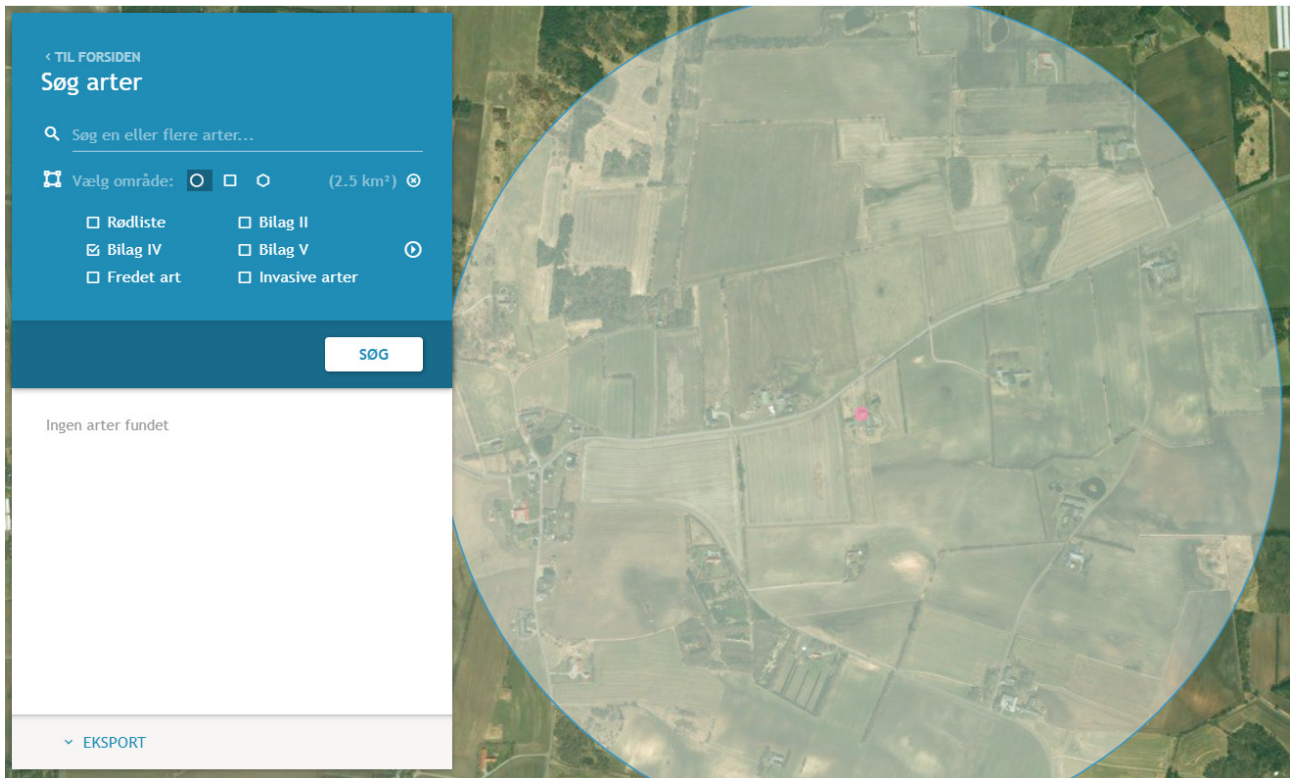 ‹ TIL FORSIDEN
Søg arter
Søg en eller flere arter...
Vælg område: (2.5 km²)
Rødliste Bilag II
Bilag IV Bilag V
Fredet art Invasive arter
SØG
Ingen arter fundet
EKSPORT